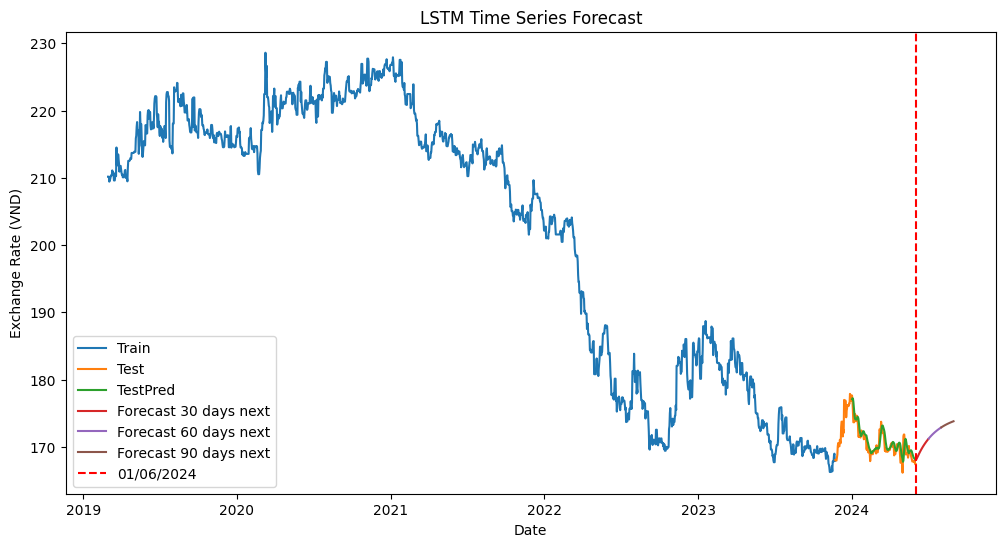 LSTM Time Series Forecast
Exchange Rate (VND)
230
220
210
200
190
180
170
Train
Test
TestPred
Forecast 30 days next
Forecast 60 days next
Forecast 90 days next
01/06/2024
2019
2020
2021
2022
2023
2024
Date